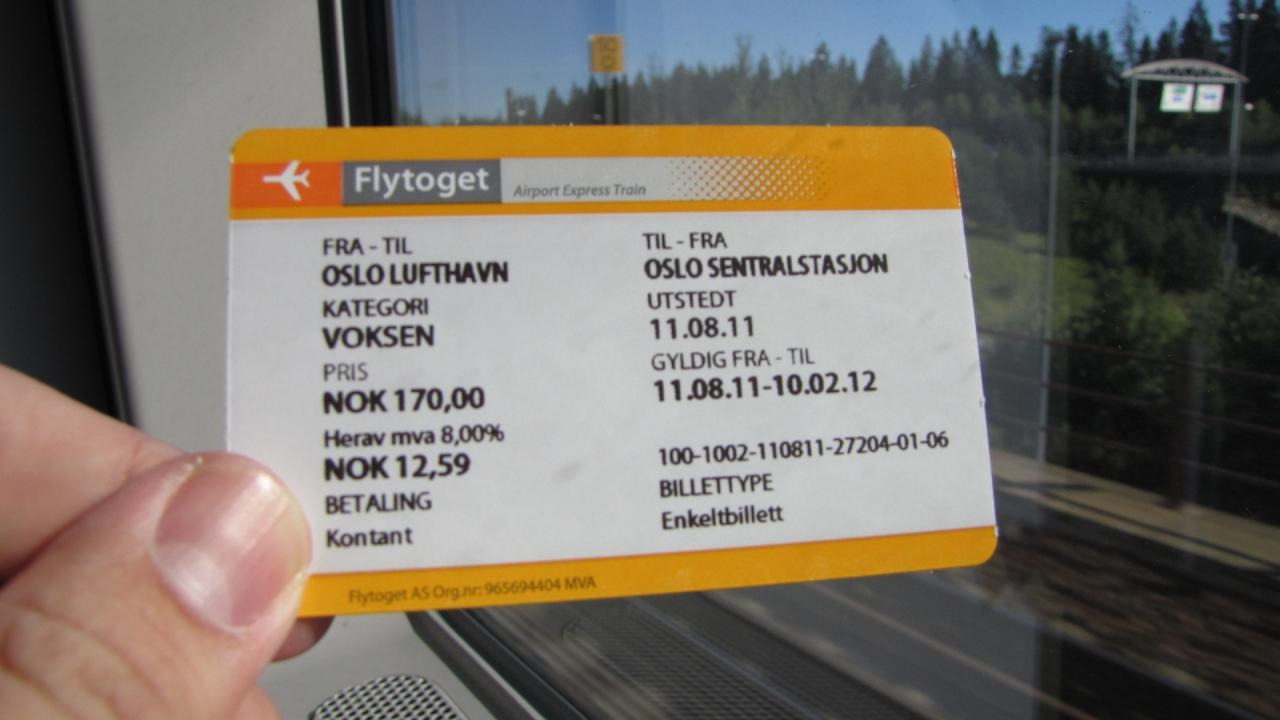 Flytoget
Airport Express Train
FRA - TIL
OSLO LUFTHAVN
KATEGORI
VOKSEN
PRIS
NOK 170,00
Herav mva 8,00%
NOK 12,59
BETALING
Kontant
TIL - FRA
OSLO SENTRALSTASJON
UTSTEDT
11.08.11
GYLDIG FRA - TIL
11.08.11-10.02.12
100-1002-110811-27204-01-06
BILLETTYPE
Enkeltbillett
Flytoget AS Org.nr: 965694404 MVA